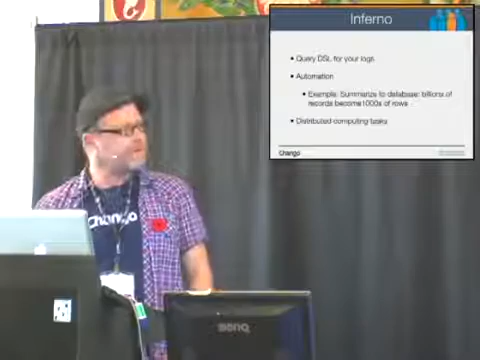 Inferno
• Query DSL for your logs
• Automation
• Example: Summarize to database: billions of
records become 1000s of rows
• Distributed computing tasks
Chango
Chango
BenQ